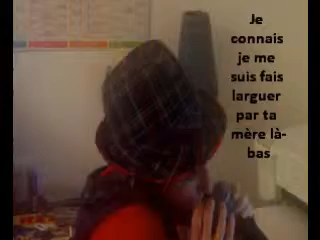 Je
connais
je me
suis fais
larguer
par ta
mère là-
bas